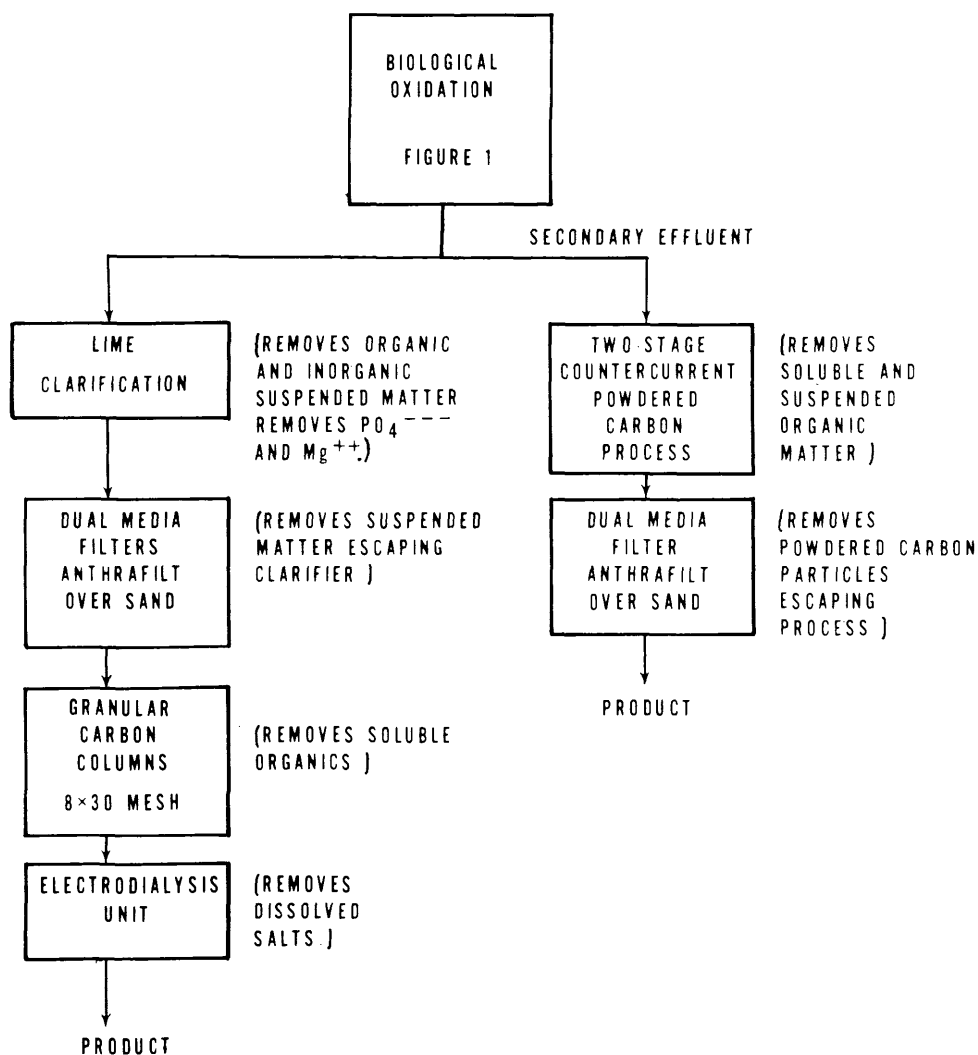 BIOLOGICAL
OXIDATION
FIGURE 1
SECONDARY EFFLUENT
LIME
CLARIFICATION
(REMOVES ORGANIC
AND INORGANIC
SUSPENDED MATTER
REMOVES PO4---
AND Mg++.)
DUAL MEDIA
FILTERS
ANTHRAFILT
OVER SAND
(REMOVES SUSPENDED
MATTER ESCAPING
CLARIFIER)
GRANULAR
CARBON
COLUMNS
8×30 MESH
(REMOVES SOLUBLE
ORGANICS)
ELECTRODIALYSIS
UNIT
(REMOVES
DISSOLVED
SALTS.)
PRODUCT
TWO-STAGE
COUNTERCURRENT
POWDERED
CARBON
PROCESS
(REMOVES
SOLUBLE AND
SUSPENDED
ORGANIC
MATTER)
DUAL MEDIA
FILTER
ANTHRAFILT
OVER SAND
(REMOVES
POWDERED CARBON
PARTICLES
ESCAPING
PROCESS)
PRODUCT